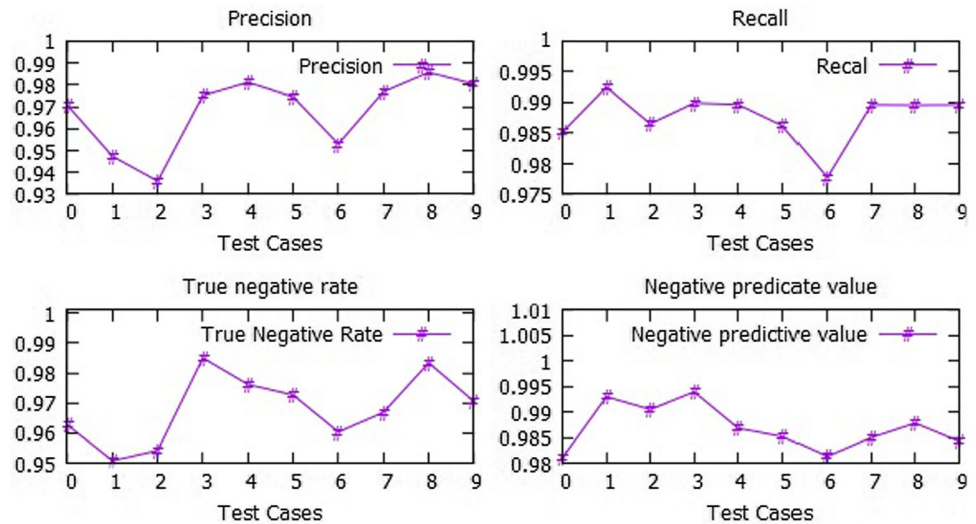 Precision
1
0.99
0.98
0.97
0.96
0.95
0.94
0.93
Precision
0 1 2 3 4 5 6 7 8 9
Test Cases
Recall
1
0.995
0.99
0.985
0.98
0.975
Recal
0 1 2 3 4 5 6 7 8 9
Test Cases
True negative rate
1
0.99
0.98
0.97
0.96
0.95
True Negative Rate
0 1 2 3 4 5 6 7 8 9
Test Cases
Negative predicate value
1.01
1.005
1
0.995
0.99
0.985
0.98
Negative predictive value
0 1 2 3 4 5 6 7 8 9
Test Cases